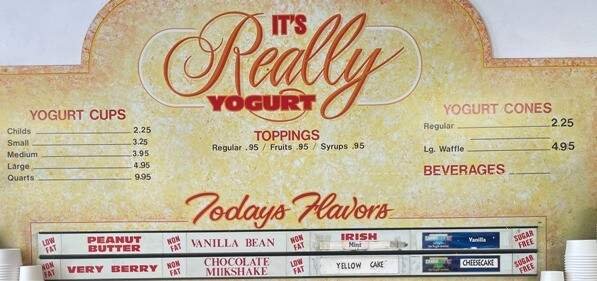 IT'S
Really
YOGURT
YOGURT CUPS
Childs 2.25
Small 3.25
Medium 3.95
Large 4.95
Quarts 9.95
TOPPINGS
Regular .95 / Fruits .95 / Syrups .95
YOGURT CONES
Regular 2.25
Lg. Waffle 4.95
BEVERAGES
Todays Flavors
LOW FAT PEANUT BUTTER NON FAT VANILLA BEAN NON FAT IRISH Mint Vanilla SUGAR FREE
NON FAT VERY BERRY NON FAT CHOCOLATE MILKSHAKE LOW FAT YELLOW CAKE CHEESECAKE SUGAR FREE